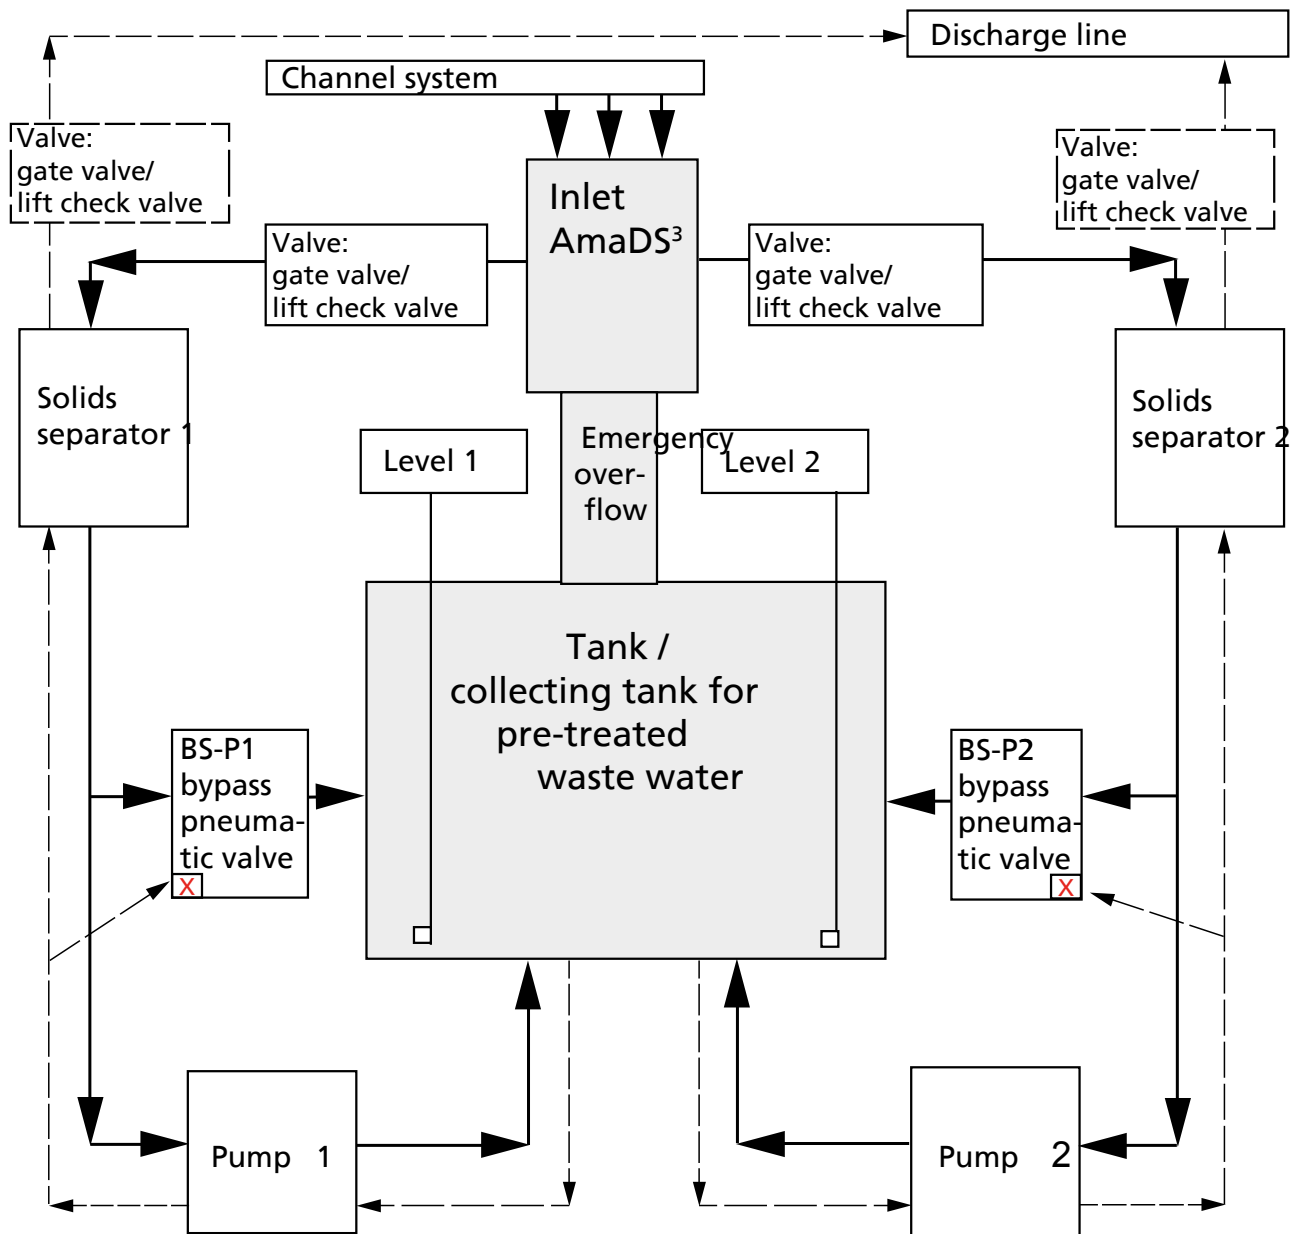 Discharge line
Channel system
Valve:
gate valve/
lift check valve
Valve:
gate valve/
lift check valve
Inlet
AmaDS³
Valve:
gate valve/
lift check valve
Valve:
gate valve/
lift check valve
Solids
separator 1
Solids
separator 2
Level 1
Emergency
over-
flow
Level 2
Tank /
collecting tank for
pre-treated
waste water
BS-P1
bypass
pneuma-
tic valve
X
BS-P2
bypass
pneuma-
tic valve
X
Pump 1
Pump 2